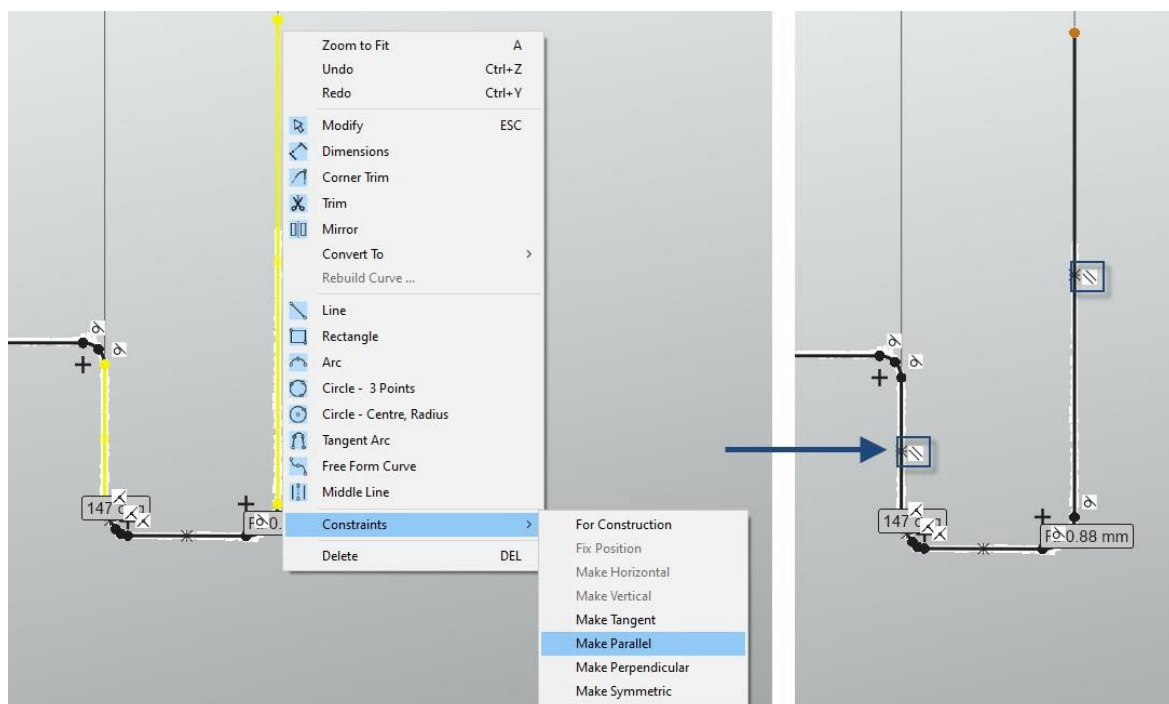 Zoom to Fit A
Undo Ctrl+Z
Redo Ctrl+Y
Modify ESC
Dimensions
Corner Trim
Trim
Mirror
Convert To >
Rebuild Curve ...
Line
Rectangle
Arc
Circle - 3 Points
Circle - Centre, Radius
Tangent Arc
Free Form Curve
Middle Line
Constraints >
Delete DEL
For Construction
Fix Position
Make Horizontal
Make Vertical
Make Tangent
Make Parallel
Make Perpendicular
Make Symmetric
147
147
0.88 mm